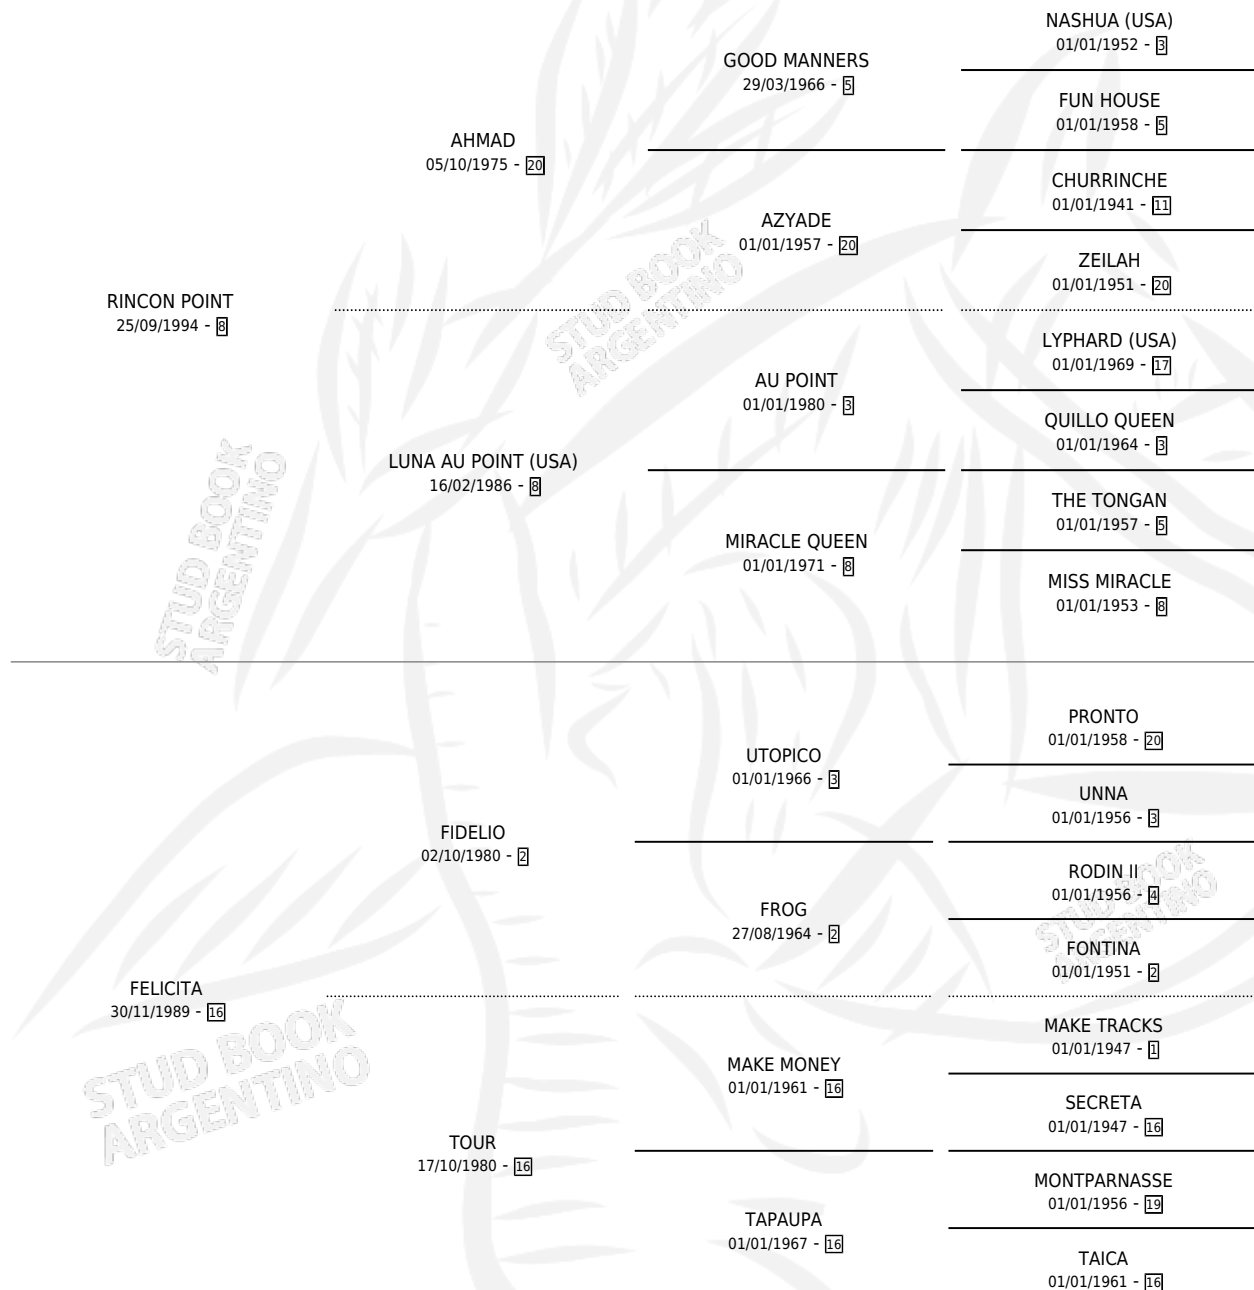 NASHUA (USA)
01/01/1952 - 3
GOOD MANNERS
29/03/1966 - 5
FUN HOUSE
01/01/1958 - 5
AHMAD
05/10/1975 - 20
CHURRINCHE
01/01/1941 - 11
AZYADE
01/01/1957 - 20
ZEILAH
01/01/1951 - 20
STUD BOOK
ARGENTINO
RINCON POINT
25/09/1994 - 8
LYPHARD (USA)
01/01/1969 - 17
AU POINT
01/01/1980 - 3
QUILLO QUEEN
01/01/1964 - 3
LUNA AU POINT (USA)
16/02/1986 - 8
THE TONGAN
01/01/1957 - 5
MIRACLE QUEEN
01/01/1971 - 8
MISS MIRACLE
01/01/1953 - 8
STUD BOOK
ARGENTINO
PRONTO
01/01/1958 - 20
UTOPICO
01/01/1966 - 3
UNNA
01/01/1956 - 3
FIDELIO
02/10/1980 - 2
RODIN II
01/01/1956 - 4
FROG
27/08/1964 - 2
FONTINA
01/01/1951 - 2
STUD BOOK
ARGENTINO
FELICITA
30/11/1989 - 16
MAKE TRACKS
01/01/1947 - 1
MAKE MONEY
01/01/1961 - 16
SECRETA
01/01/1947 - 16
STUD BOOK
ARGENTINO
TOUR
17/10/1980 - 16
MONTPARNASSE
01/01/1956 - 19
TAPAUPA
01/01/1967 - 16
TAICA
01/01/1961 - 16